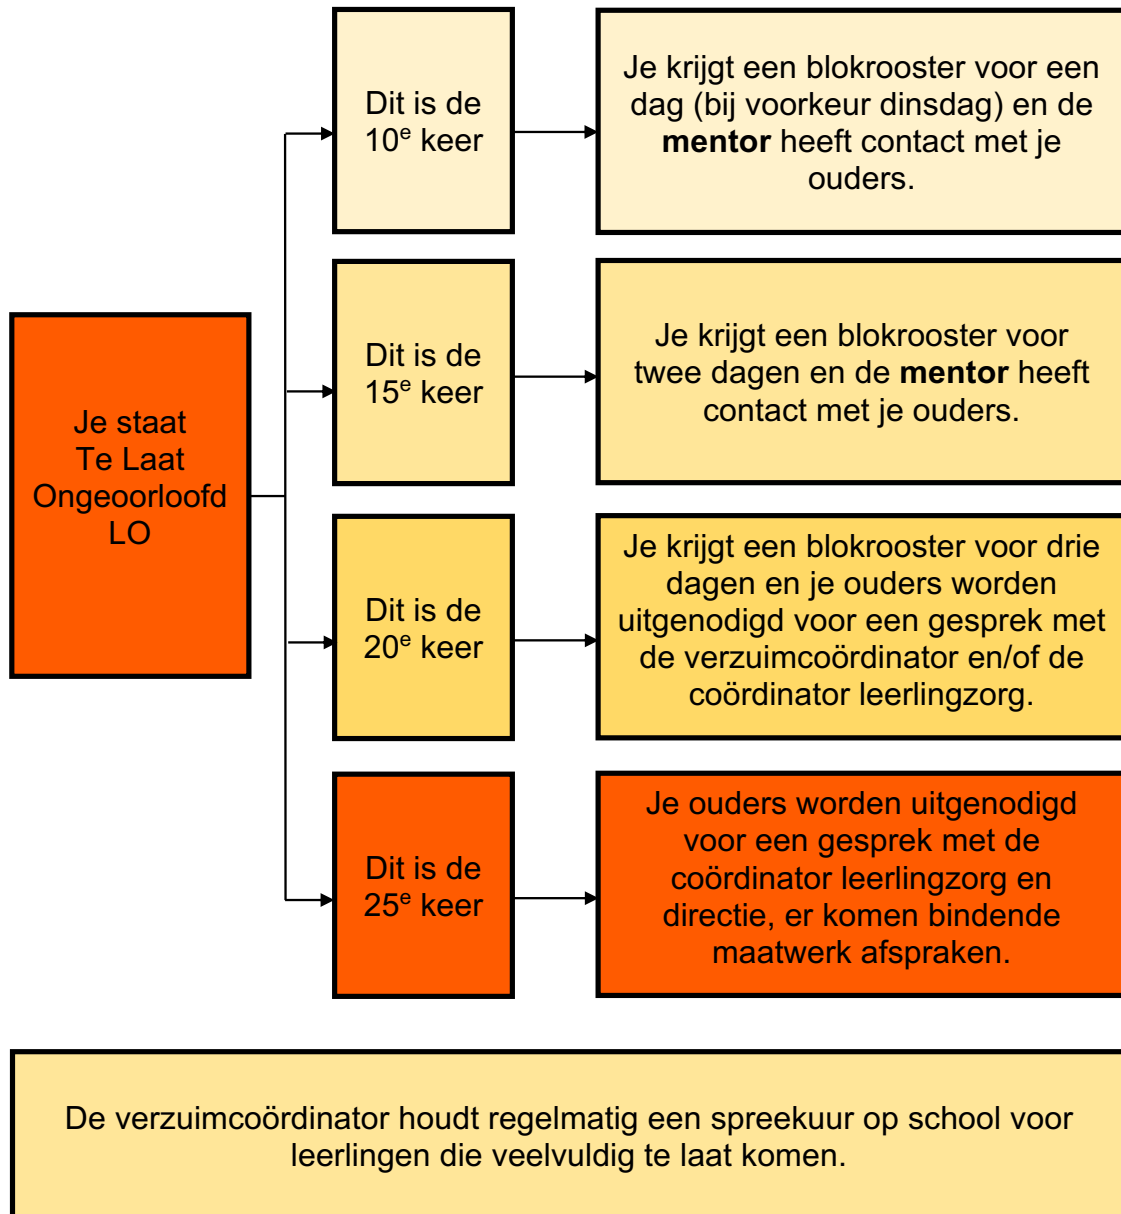 Je staat
Te Laat
Ongeoorloofd
LO
Dit is de
10e keer
Je krijgt een blokrooster voor een
dag (bij voorkeur dinsdag) en de
mentor heeft contact met je
ouders.
Dit is de
15e keer
Je krijgt een blokrooster voor
twee dagen en de mentor heeft
contact met je ouders.
Dit is de
20e keer
Je krijgt een blokrooster voor drie
dagen en je ouders worden
uitgenodigd voor een gesprek met
de verzuimcoördinator en/of de
coördinator leerlingzorg.
Dit is de
25e keer
Je ouders worden uitgenodigd
voor een gesprek met de
coördinator leerlingzorg en
directie, er komen bindende
maatwerk afspraken.
De verzuimcoördinator houdt regelmatig een spreekuur op school voor
leerlingen die veelvuldig te laat komen.